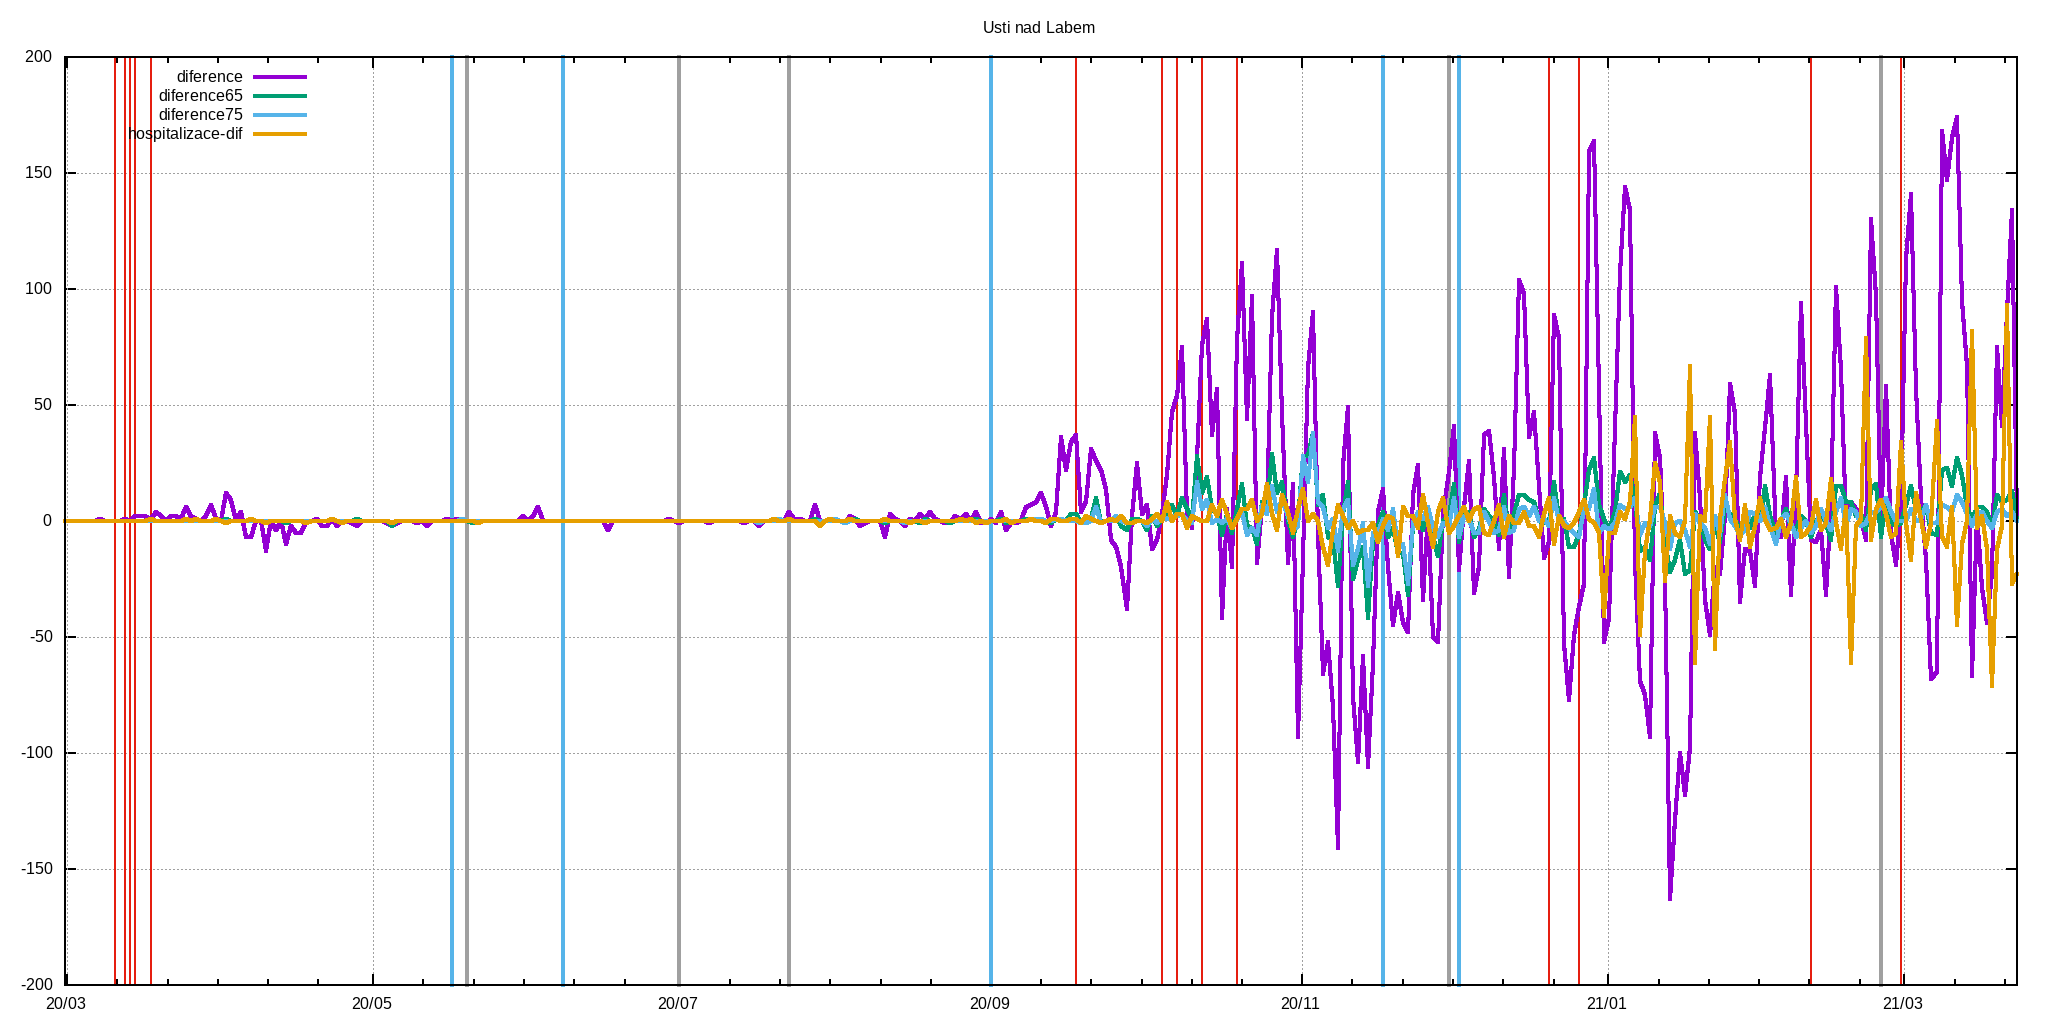 Usti nad Labem
200
diference
diference65
diference75
hospitalizace-dif
150
100
50
0
-50
-100
-150
-200
20/03 20/05 20/07 20/09 20/11 21/01 21/03